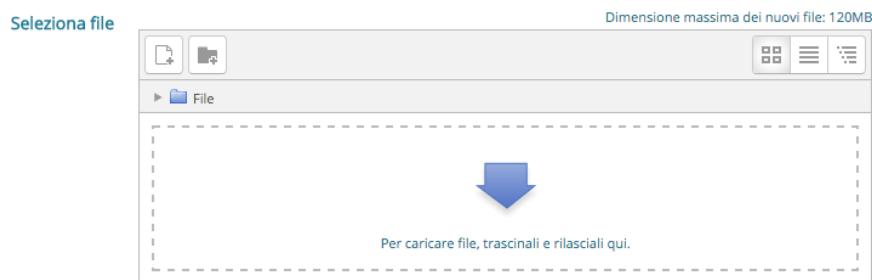 Seleziona file
Dimensione massima dei nuovi file: 120MB
File
Per caricare file, trascinali e rilasciali qui.